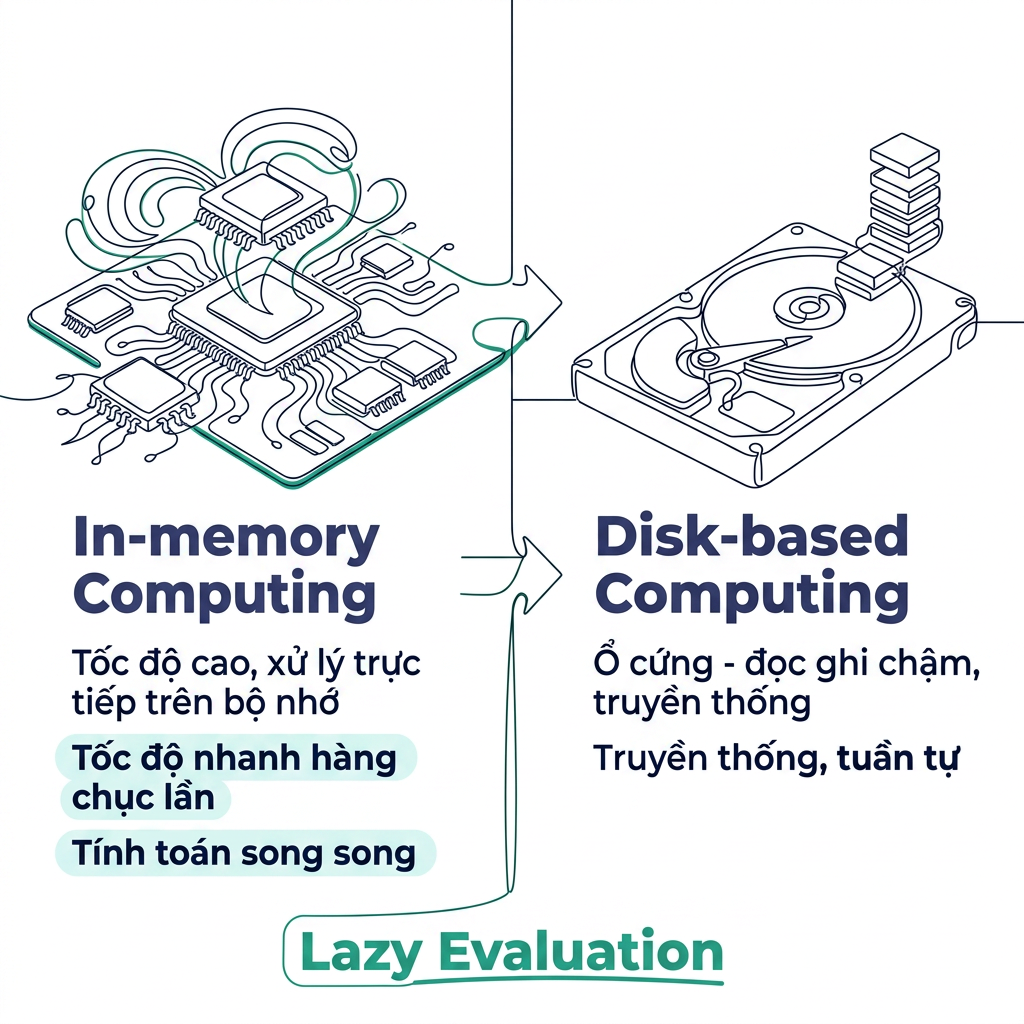 In-memory
Computing
Tốc độ cao, xử lý trực
tiếp trên bộ nhớ
Tốc độ nhanh hàng
chục lần
Tính toán song song
Disk-based
Computing
Ổ cứng - đọc ghi chậm,
truyền thống
Truyền thống, tuần tự
Lazy Evaluation